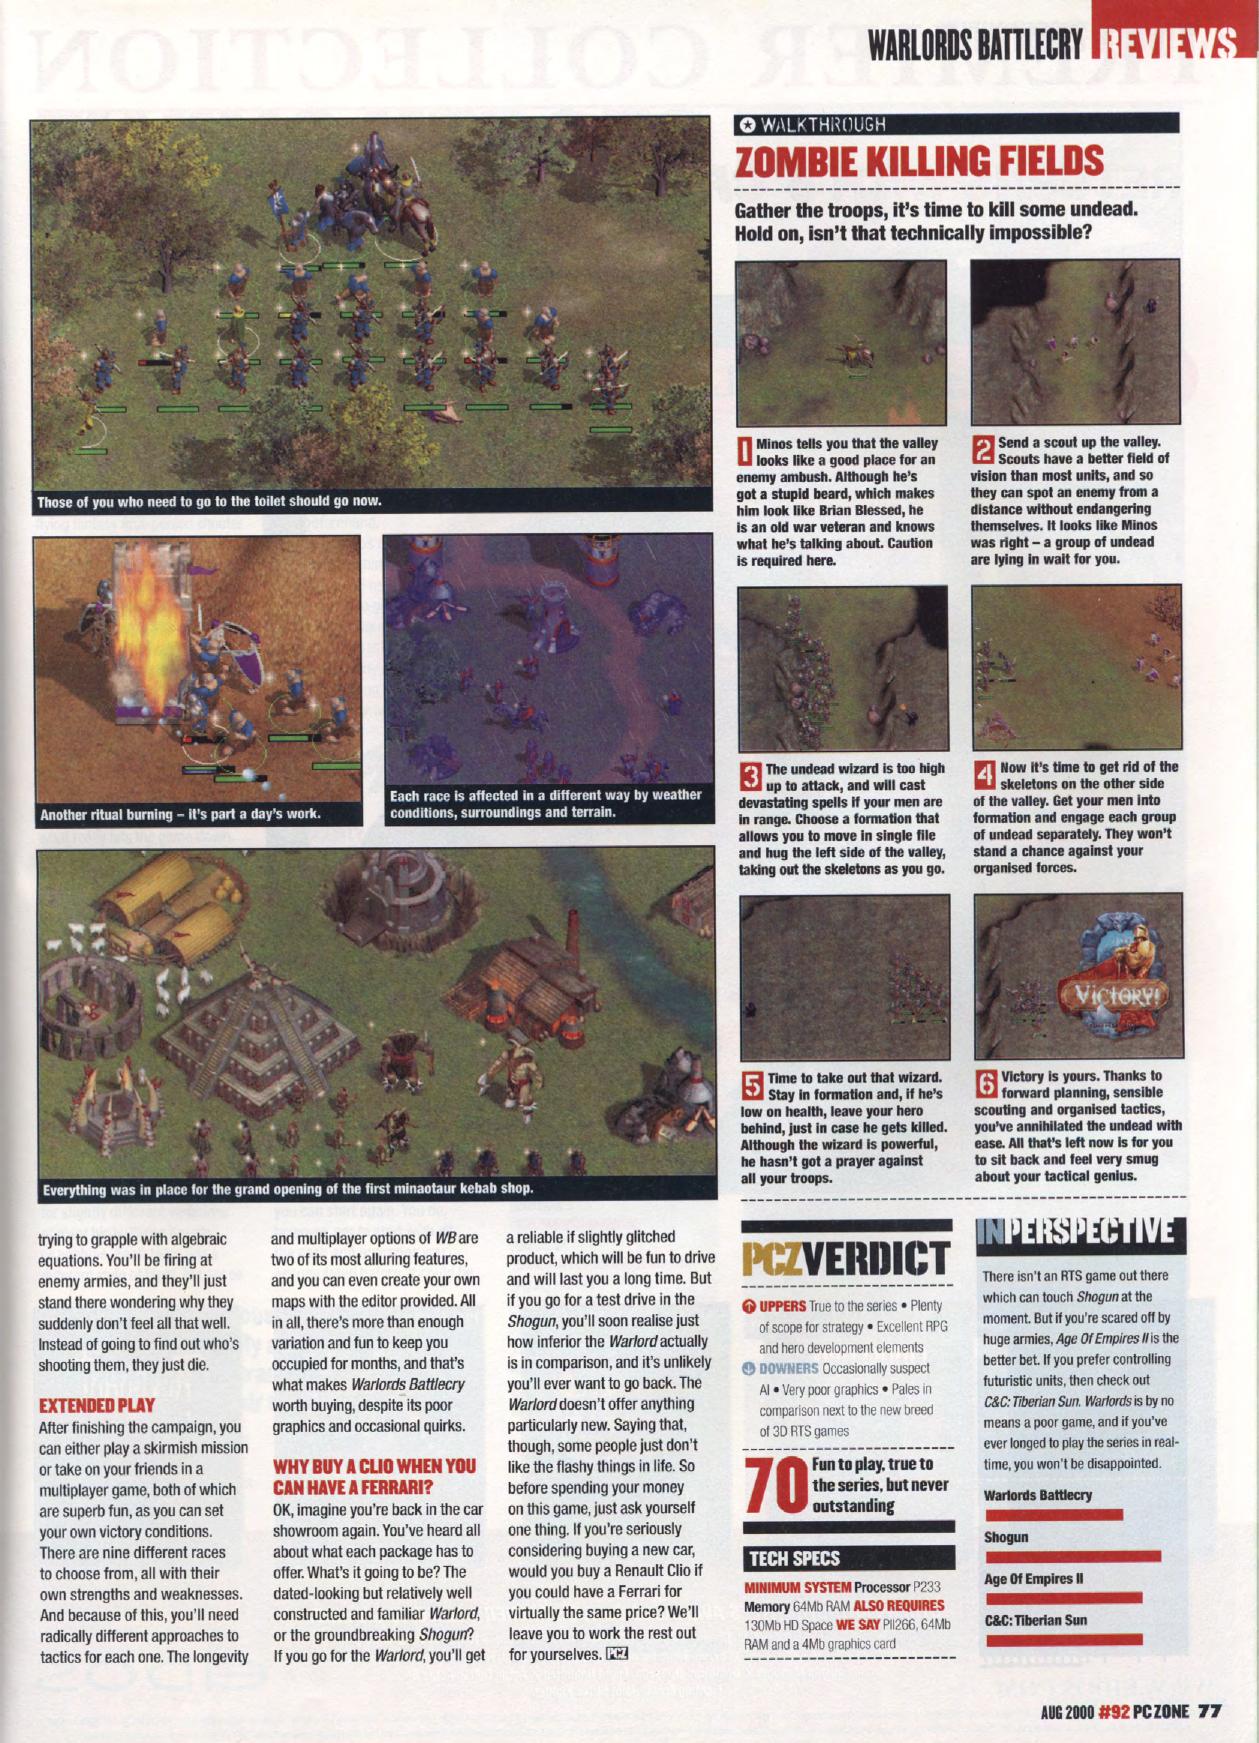 WARLORDS BATTLECRY REVIEWS
Those of you who need to go to the toilet should go now.
Another ritual burning – it's part a day's work.
Each race is affected in a different way by weather
conditions, surroundings and terrain.
Everything was in place for the grand opening of the first minaotaur kebab shop.
trying to grapple with algebraic
equations. You'll be firing at
enemy armies, and they'll just
stand there wondering why they
suddenly don't feel all that well.
Instead of going to find out who's
shooting them, they just die.
EXTENDED PLAY
After finishing the campaign, you
can either play a skirmish mission
or take on your friends in a
multiplayer game, both of which
are superb fun, as you can set
your own victory conditions.
There are nine different races
to choose from, all with their
own strengths and weaknesses.
And because of this, you'll need
radically different approaches to
tactics for each one. The longevity
and multiplayer options of WB are
two of its most alluring features,
and you can even create your own
maps with the editor provided. All
in all, there's more than enough
variation and fun to keep you
occupied for months, and that's
what makes Warlords Battlecry
worth buying, despite its poor
graphics and occasional quirks.
WHY BUY A CLIO WHEN YOU
CAN HAVE A FERRARI?
OK, imagine you're back in the car
showroom again. You've heard all
about what each package has to
offer. What's it going to be? The
dated-looking but relatively well
constructed and familiar Warlord,
or the groundbreaking Shogun?
If you go for the Warlord, you'll get
a reliable if slightly glitched
product, which will be fun to drive
and will last you a long time. But
if you go for a test drive in the
Shogun, you'll soon realise just
how inferior the Warlord actually
is in comparison, and it's unlikely
you'll ever want to go back. The
Warlord doesn't offer anything
particularly new. Saying that,
though, some people just don't
like the flashy things in life. So
before spending your money
on this game, just ask yourself
one thing. If you're seriously
considering buying a new car,
would you buy a Renault Clio if
you could have a Ferrari for
virtually the same price? We'll
leave you to work the rest out
for yourselves. PCZ
WALKTHROUGH
ZOMBIE KILLING FIELDS
Gather the troops, it's time to kill some undead.
Hold on, isn't that technically impossible?
1 Minos tells you that the valley
looks like a good place for an
enemy ambush. Although he's
got a stupid beard, which makes
him look like Brian Blessed, he
is an old war veteran and knows
what he's talking about. Caution
is required here.
2 Send a scout up the valley.
Scouts have a better field of
vision than most units, and so
they can spot an enemy from a
distance without endangering
themselves. It looks like Minos
was right – a group of undead
are lying in wait for you.
3 The undead wizard is too high
up to attack, and will cast
devastating spells if your men are
in range. Choose a formation that
allows you to move in single file
and hug the left side of the valley,
taking out the skeletons as you go.
4 Now it's time to get rid of the
skeletons on the other side
of the valley. Get your men into
formation and engage each group
of undead separately. They won't
stand a chance against your
organised forces.
VICTORY!
5 Time to take out that wizard.
Stay in formation and, if he's
low on health, leave your hero
behind, just in case he gets killed.
Although the wizard is powerful,
he hasn't got a prayer against
all your troops.
6 Victory is yours. Thanks to
forward planning, sensible
scouting and organised tactics,
you've annihilated the undead with
ease. All that's left now is for you
to sit back and feel very smug
about your tactical genius.
PCZVERDICT
UPPERS True to the series • Plenty
of scope for strategy • Excellent RPG
and hero development elements
DOWNERS Occasionally suspect
AI • Very poor graphics • Pales in
comparison next to the new breed
of 3D RTS games
70 Fun to play, true to
the series, but never
outstanding
TECH SPECS
MINIMUM SYSTEM Processor P233
Memory 64Mb RAM ALSO REQUIRES
130Mb HD Space WE SAY PII266, 64Mb
RAM and a 4Mb graphics card
INPERSPECTIVE
There isn't an RTS game out there
which can touch Shogun at the
moment. But if you're scared off by
huge armies, Age Of Empires II is the
better bet. If you prefer controlling
futuristic units, then check out
C&C: Tiberian Sun. Warlords is by no
means a poor game, and if you've
ever longed to play the series in real-
time, you won't be disappointed.
Warlords Battlecry
Shogun
Age Of Empires II
C&C: Tiberian Sun
AUG 2000 #92 PC ZONE 77